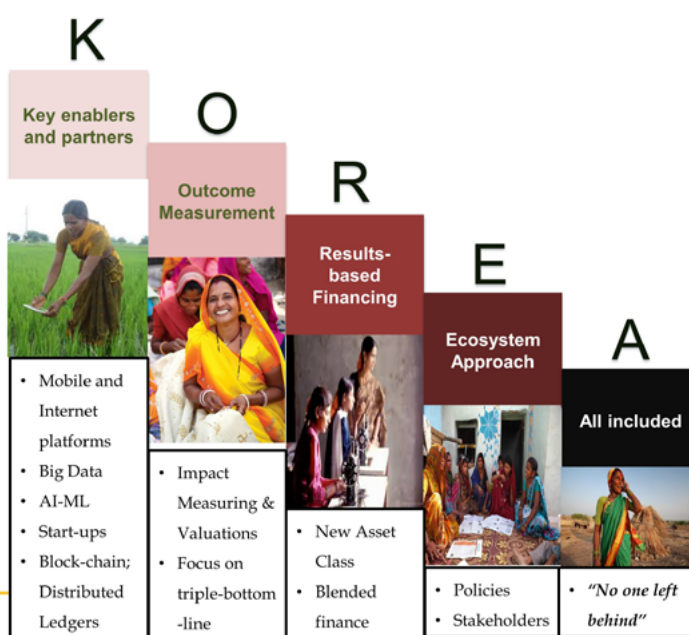 K
Key enablers
and partners
• Mobile and
Internet
platforms
• Big Data
• AI-ML
• Start-ups
• Block-chain;
Distributed
Ledgers
O
Outcome
Measurement
• Impact
Measuring &
Valuations
• Focus on
triple-bottom
-line
R
Results-
based
Financing
• New Asset
Class
• Blended
finance
E
Ecosystem
Approach
• Policies
• Stakeholders
A
All included
• "No one left
behind"